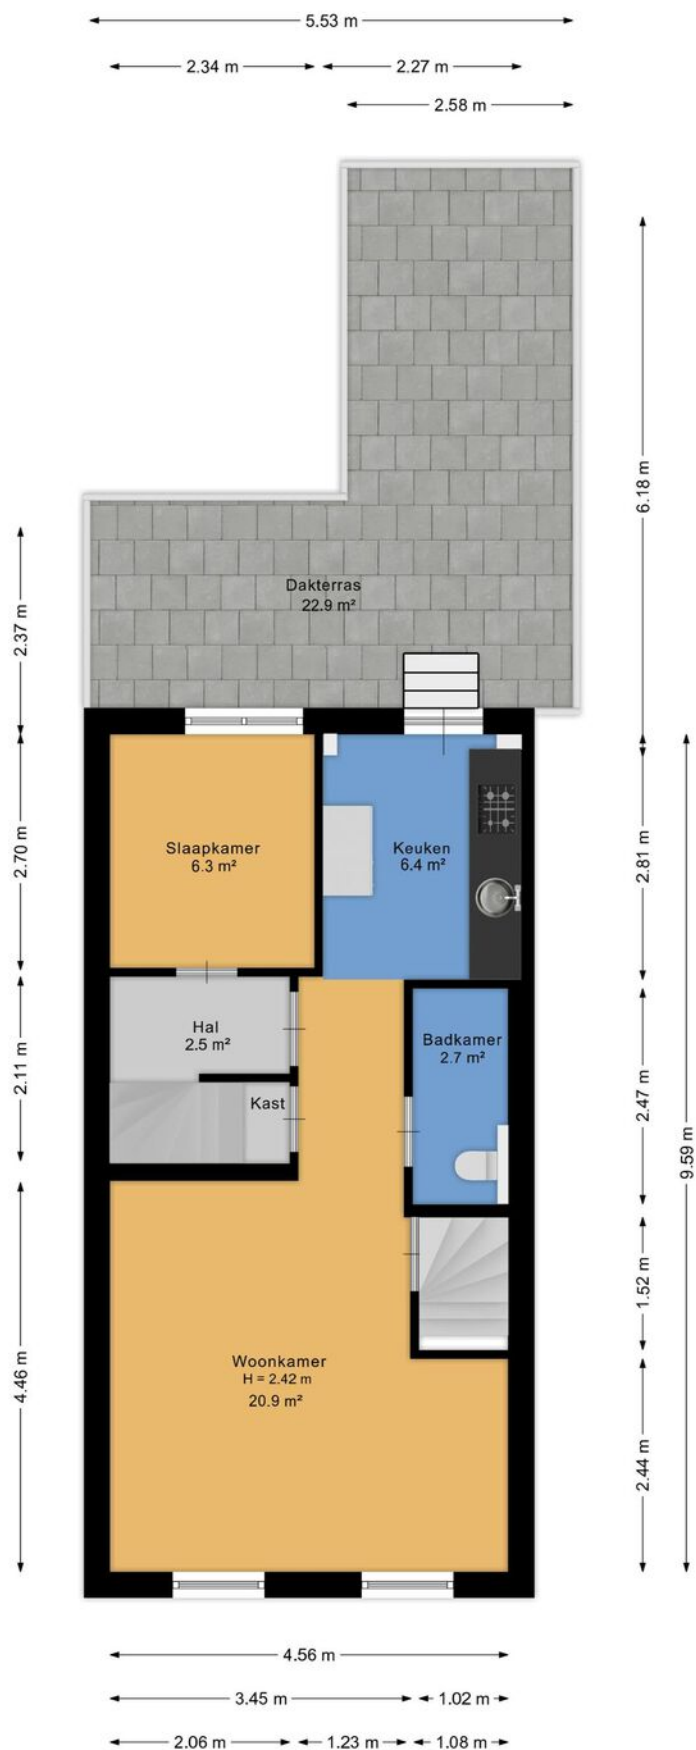 5.53 m
2.34 m
2.27 m
2.58 m
6.18 m
2.37 m
Dakterras
22.9 m²
2.70 m
Slaapkamer
6.3 m²
Keuken
6.4 m²
2.81 m
Hal
2.5 m²
Badkamer
2.7 m²
2.11 m
Kast
2.47 m
9.59 m
1.52 m
4.46 m
Woonkamer
H = 2.42 m
20.9 m²
2.44 m
4.56 m
3.45 m
1.02 m
2.06 m
1.23 m
1.08 m